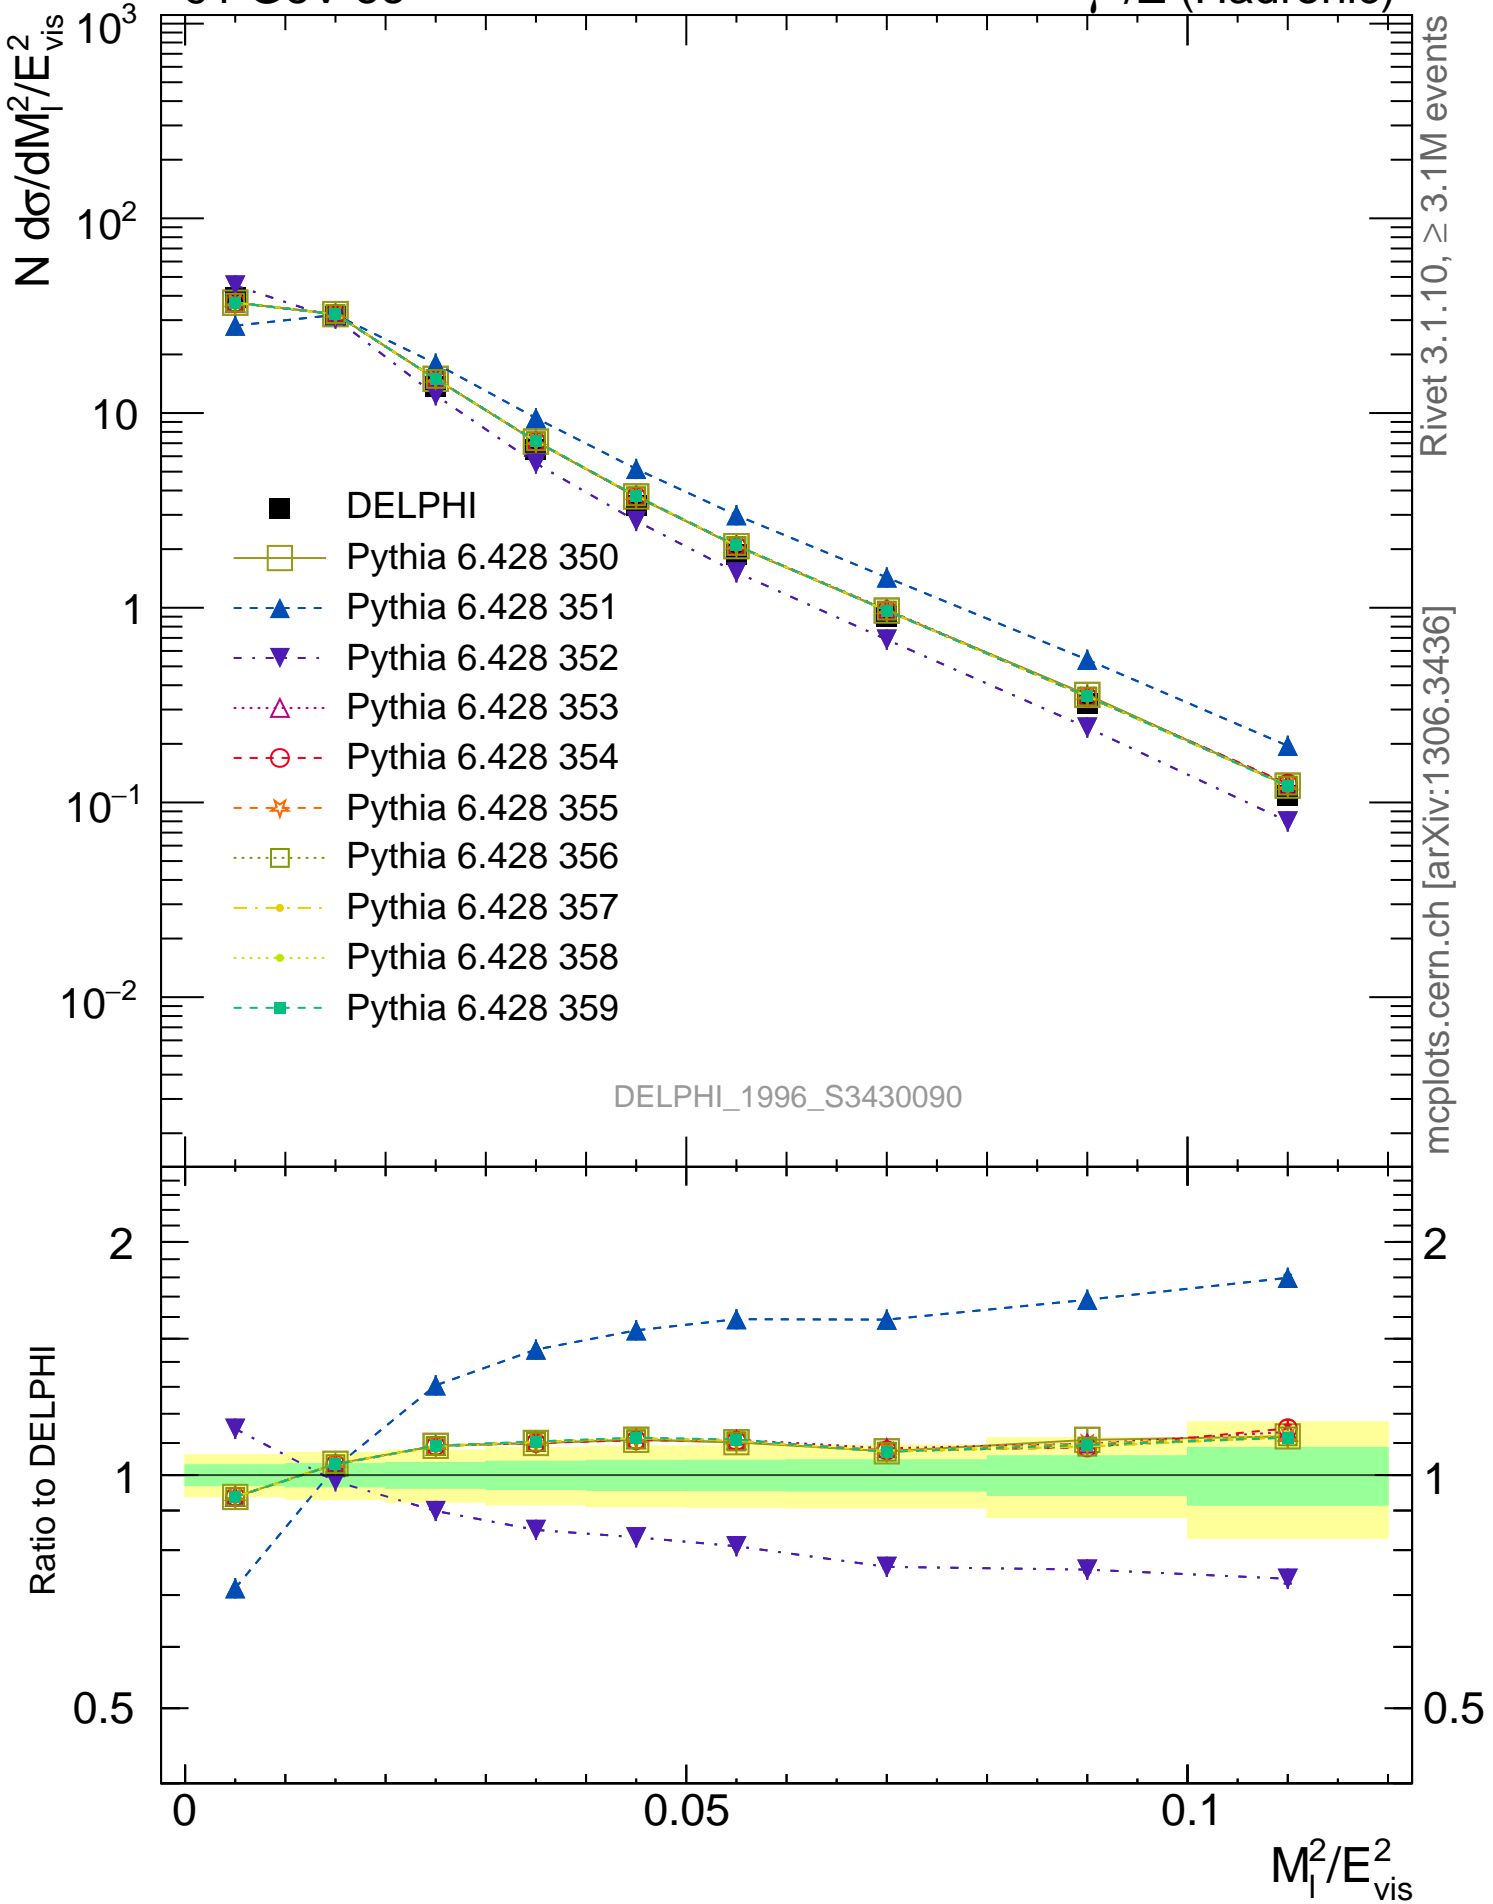 10³
N dσ/dM_l²/E²_vis
10²
10
1
10⁻¹
10⁻²
DELPHI
Pythia 6.428 350
Pythia 6.428 351
Pythia 6.428 352
Pythia 6.428 353
Pythia 6.428 354
Pythia 6.428 355
Pythia 6.428 356
Pythia 6.428 357
Pythia 6.428 358
Pythia 6.428 359
DELPHI_1996_S3430090
Rivet 3.1.10, ≥ 3.1M events
mcplots.cern.ch [arXiv:1306.3436]
Ratio to DELPHI
2
1
0.5
2
1
0.5
0
0.05
0.1
M_l²/E²_vis